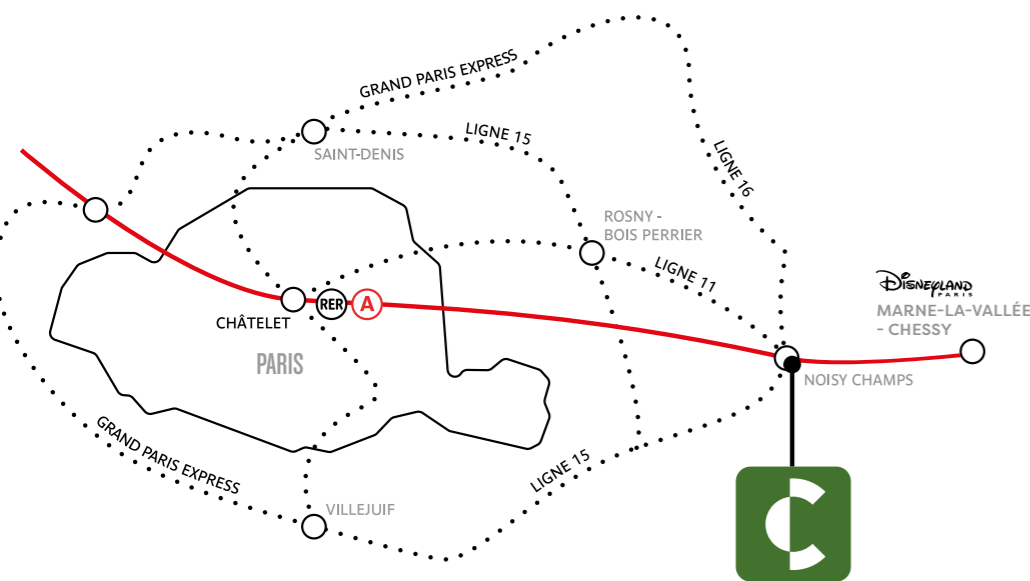 GRAND PARIS EXPRESS
LIGNE 15
SAINT-DENIS
LIGNE 16
ROSNY -
BOIS PERRIER
LIGNE 11
DISNEYLAND
PARIS
MARNE-LA-VALLÉE
- CHESSY
RER A
CHÂTELET
PARIS
NOISY CHAMPS
GRAND PARIS EXPRESS
LIGNE 15
VILLEJUIF
C